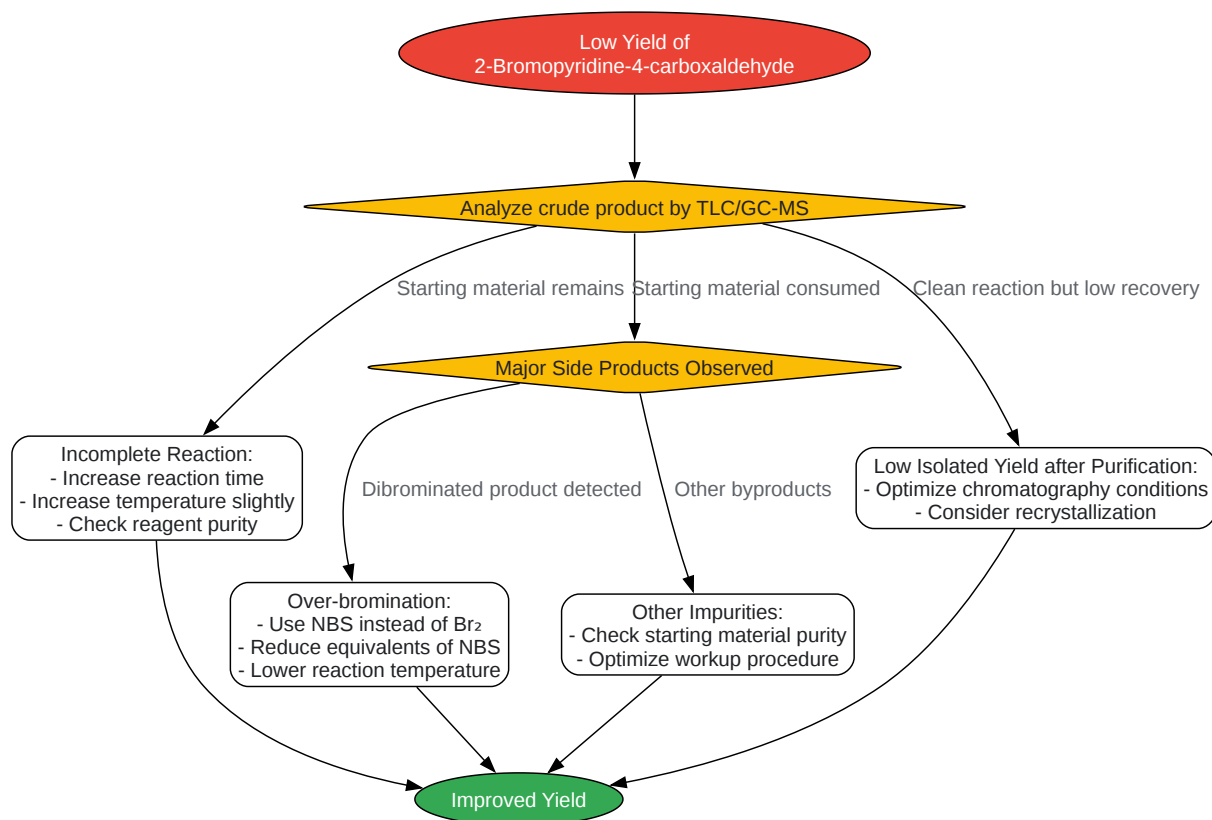 Low Yield of
2-Bromopyridine-4-carboxaldehyde
Analyze crude product by TLC/GC-MS
Starting material remains
Starting material consumed
Clean reaction but low recovery
Major Side Products Observed
Incomplete Reaction:
- Increase reaction time
- Increase temperature slightly
- Check reagent purity
Dibrominated product detected
Other byproducts
Low Isolated Yield after Purification:
- Optimize chromatography conditions
- Consider recrystallization
Over-bromination:
- Use NBS instead of Br₂
- Reduce equivalents of NBS
- Lower reaction temperature
Other Impurities:
- Check starting material purity
- Optimize workup procedure
Improved Yield